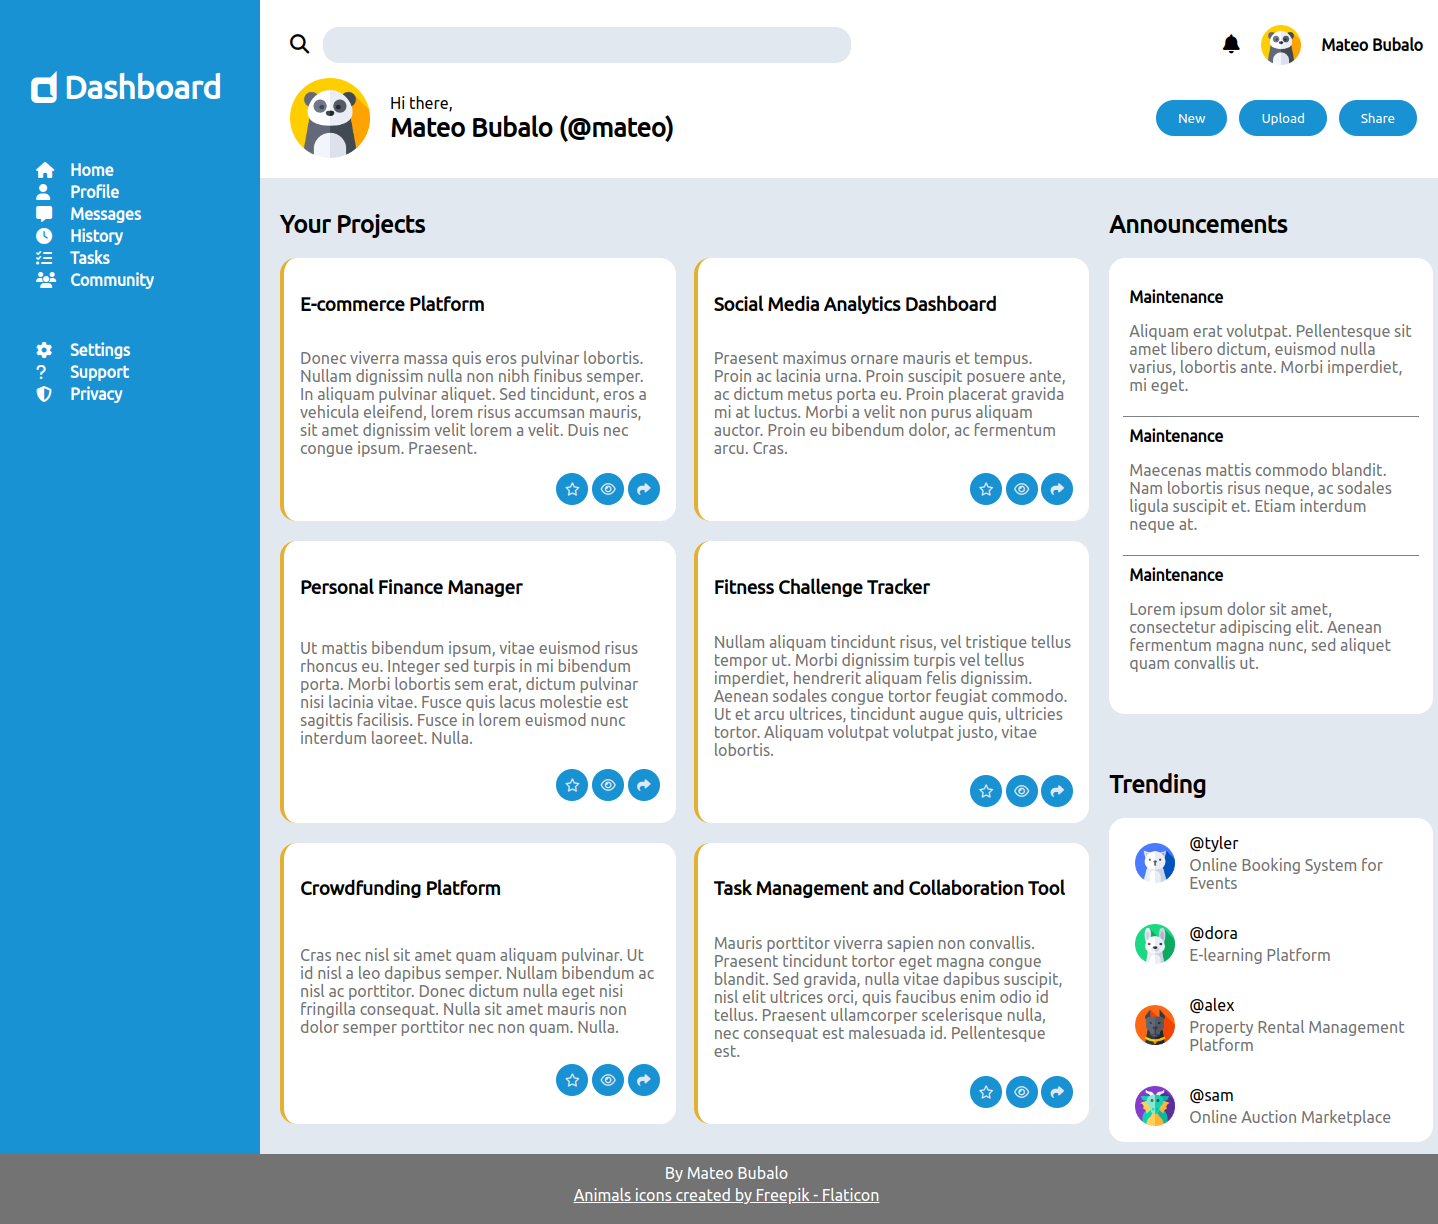 Dashboard
Home
Profile
Messages
History
Tasks
Community
Settings
Support
Privacy
Mateo Bubalo
Hi there,
Mateo Bubalo (@mateo)
New
Upload
Share
Your Projects
E-commerce Platform
Donec viverra massa quis eros pulvinar lobortis.
Nullam dignissim nulla non nibh finibus semper.
In aliquam pulvinar aliquet. Sed tincidunt, eros a
vehicula eleifend, lorem risus accumsan mauris,
sit amet dignissim velit lorem a velit. Duis nec
congue ipsum. Praesent.
Social Media Analytics Dashboard
Praesent maximus ornare mauris et tempus.
Proin ac lacinia urna. Proin suscipit posuere ante,
ac dictum metus porta eu. Proin placerat gravida
mi at luctus. Morbi a velit non purus aliquam
auctor. Proin eu bibendum dolor, ac fermentum
arcu. Cras.
Personal Finance Manager
Ut mattis bibendum ipsum, vitae euismod risus
rhoncus eu. Integer sed turpis in mi bibendum
porta. Morbi lobortis sem erat, dictum pulvinar
nisi lacinia vitae. Fusce quis lacus molestie est
sagittis facilisis. Fusce in lorem euismod nunc
interdum laoreet. Nulla.
Fitness Challenge Tracker
Nullam aliquam tincidunt risus, vel tristique tellus
tempor ut. Morbi dignissim turpis vel tellus
imperdiet, hendrerit aliquam felis dignissim.
Aenean sodales congue tortor feugiat commodo.
Ut et arcu ultrices, tincidunt augue quis, ultricies
tortor. Aliquam volutpat volutpat justo, vitae
lobortis.
Crowdfunding Platform
Cras nec nisl sit amet quam aliquam pulvinar. Ut
id nisl a leo dapibus semper. Nullam bibendum ac
nisl ac porttitor. Donec dictum nulla eget nisi
fringilla consequat. Nulla sit amet mauris non
dolor semper porttitor nec non quam. Nulla.
Task Management and Collaboration Tool
Mauris porttitor viverra sapien non convallis.
Praesent tincidunt tortor eget magna congue
blandit. Sed gravida, nulla vitae dapibus suscipit,
nisl elit ultrices orci, quis faucibus enim odio id
tellus. Praesent ullamcorper scelerisque nulla,
nec consequat est malesuada id. Pellentesque
est.
Announcements
Maintenance
Aliquam erat volutpat. Pellentesque sit
amet libero dictum, euismod nulla
varius, lobortis ante. Morbi imperdiet,
mi eget.
Maintenance
Maecenas mattis commodo blandit.
Nam lobortis risus neque, ac sodales
ligula suscipit et. Etiam interdum
neque at.
Maintenance
Lorem ipsum dolor sit amet,
consectetur adipiscing elit. Aenean
fermentum magna nunc, sed aliquet
quam convallis ut.
Trending
@tyler
Online Booking System for
Events
@dora
E-learning Platform
@alex
Property Rental Management
Platform
@sam
Online Auction Marketplace
By Mateo Bubalo
Animals icons created by Freepik - Flaticon